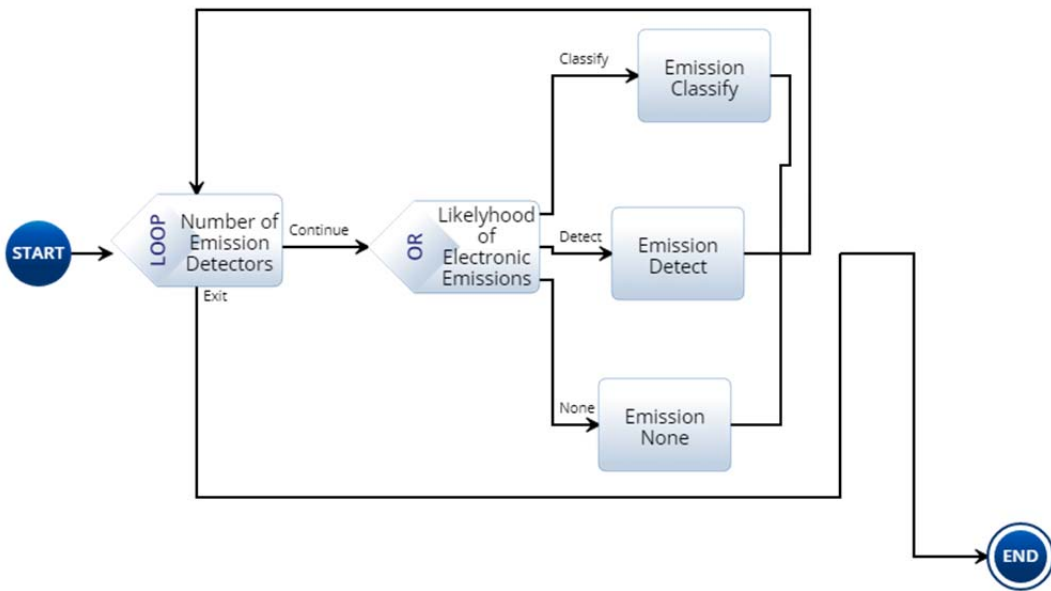 START
LOOP
Number of
Emission
Detectors
Continue
Exit
OR
Likelyhood
of
Electronic
Emissions
Classify
Emission
Classify
Detect
Emission
Detect
None
Emission
None
END